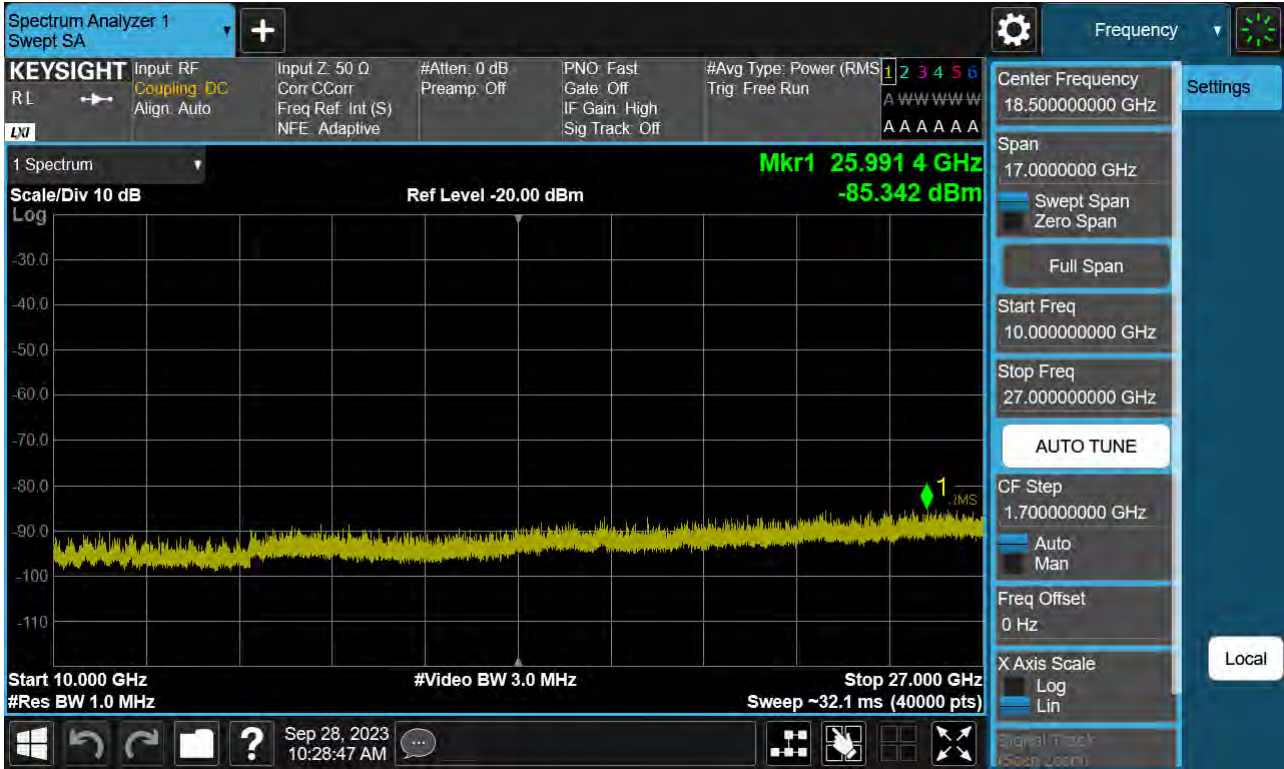 Spectrum Analyzer 1
Swept SA
+
Frequency
KEYSIGHT
R L
LXI
Input: RF
Coupling: DC
Align: Auto
Input Z: 50 Ω
Corr CCorr
Freq Ref: Int (S)
NFE: Adaptive
#Atten: 0 dB
Preamp: Off
PNO: Fast
Gate: Off
IF Gain: High
Sig Track: Off
#Avg Type: Power (RMS
Trig: Free Run
1 2 3 4 5 6
A W W W W W
A A A A A A
1 Spectrum
Mkr1 25.991 4 GHz
Scale/Div 10 dB
Ref Level -20.00 dBm
-85.342 dBm
Log
-30.0
-40.0
-50.0
-60.0
-70.0
-80.0
1
RMS
-90.0
-100
-110
Start 10.000 GHz
#Video BW 3.0 MHz
Stop 27.000 GHz
#Res BW 1.0 MHz
Sweep ~32.1 ms (40000 pts)
?
Sep 28, 2023
10:28:47 AM
Center Frequency
18.500000000 GHz
Settings
Span
17.0000000 GHz
Swept Span
Zero Span
Full Span
Start Freq
10.000000000 GHz
Stop Freq
27.000000000 GHz
AUTO TUNE
CF Step
1.700000000 GHz
Auto
Man
Freq Offset
0 Hz
X Axis Scale
Log
Lin
Local
Signal Track
(Span Zoom)